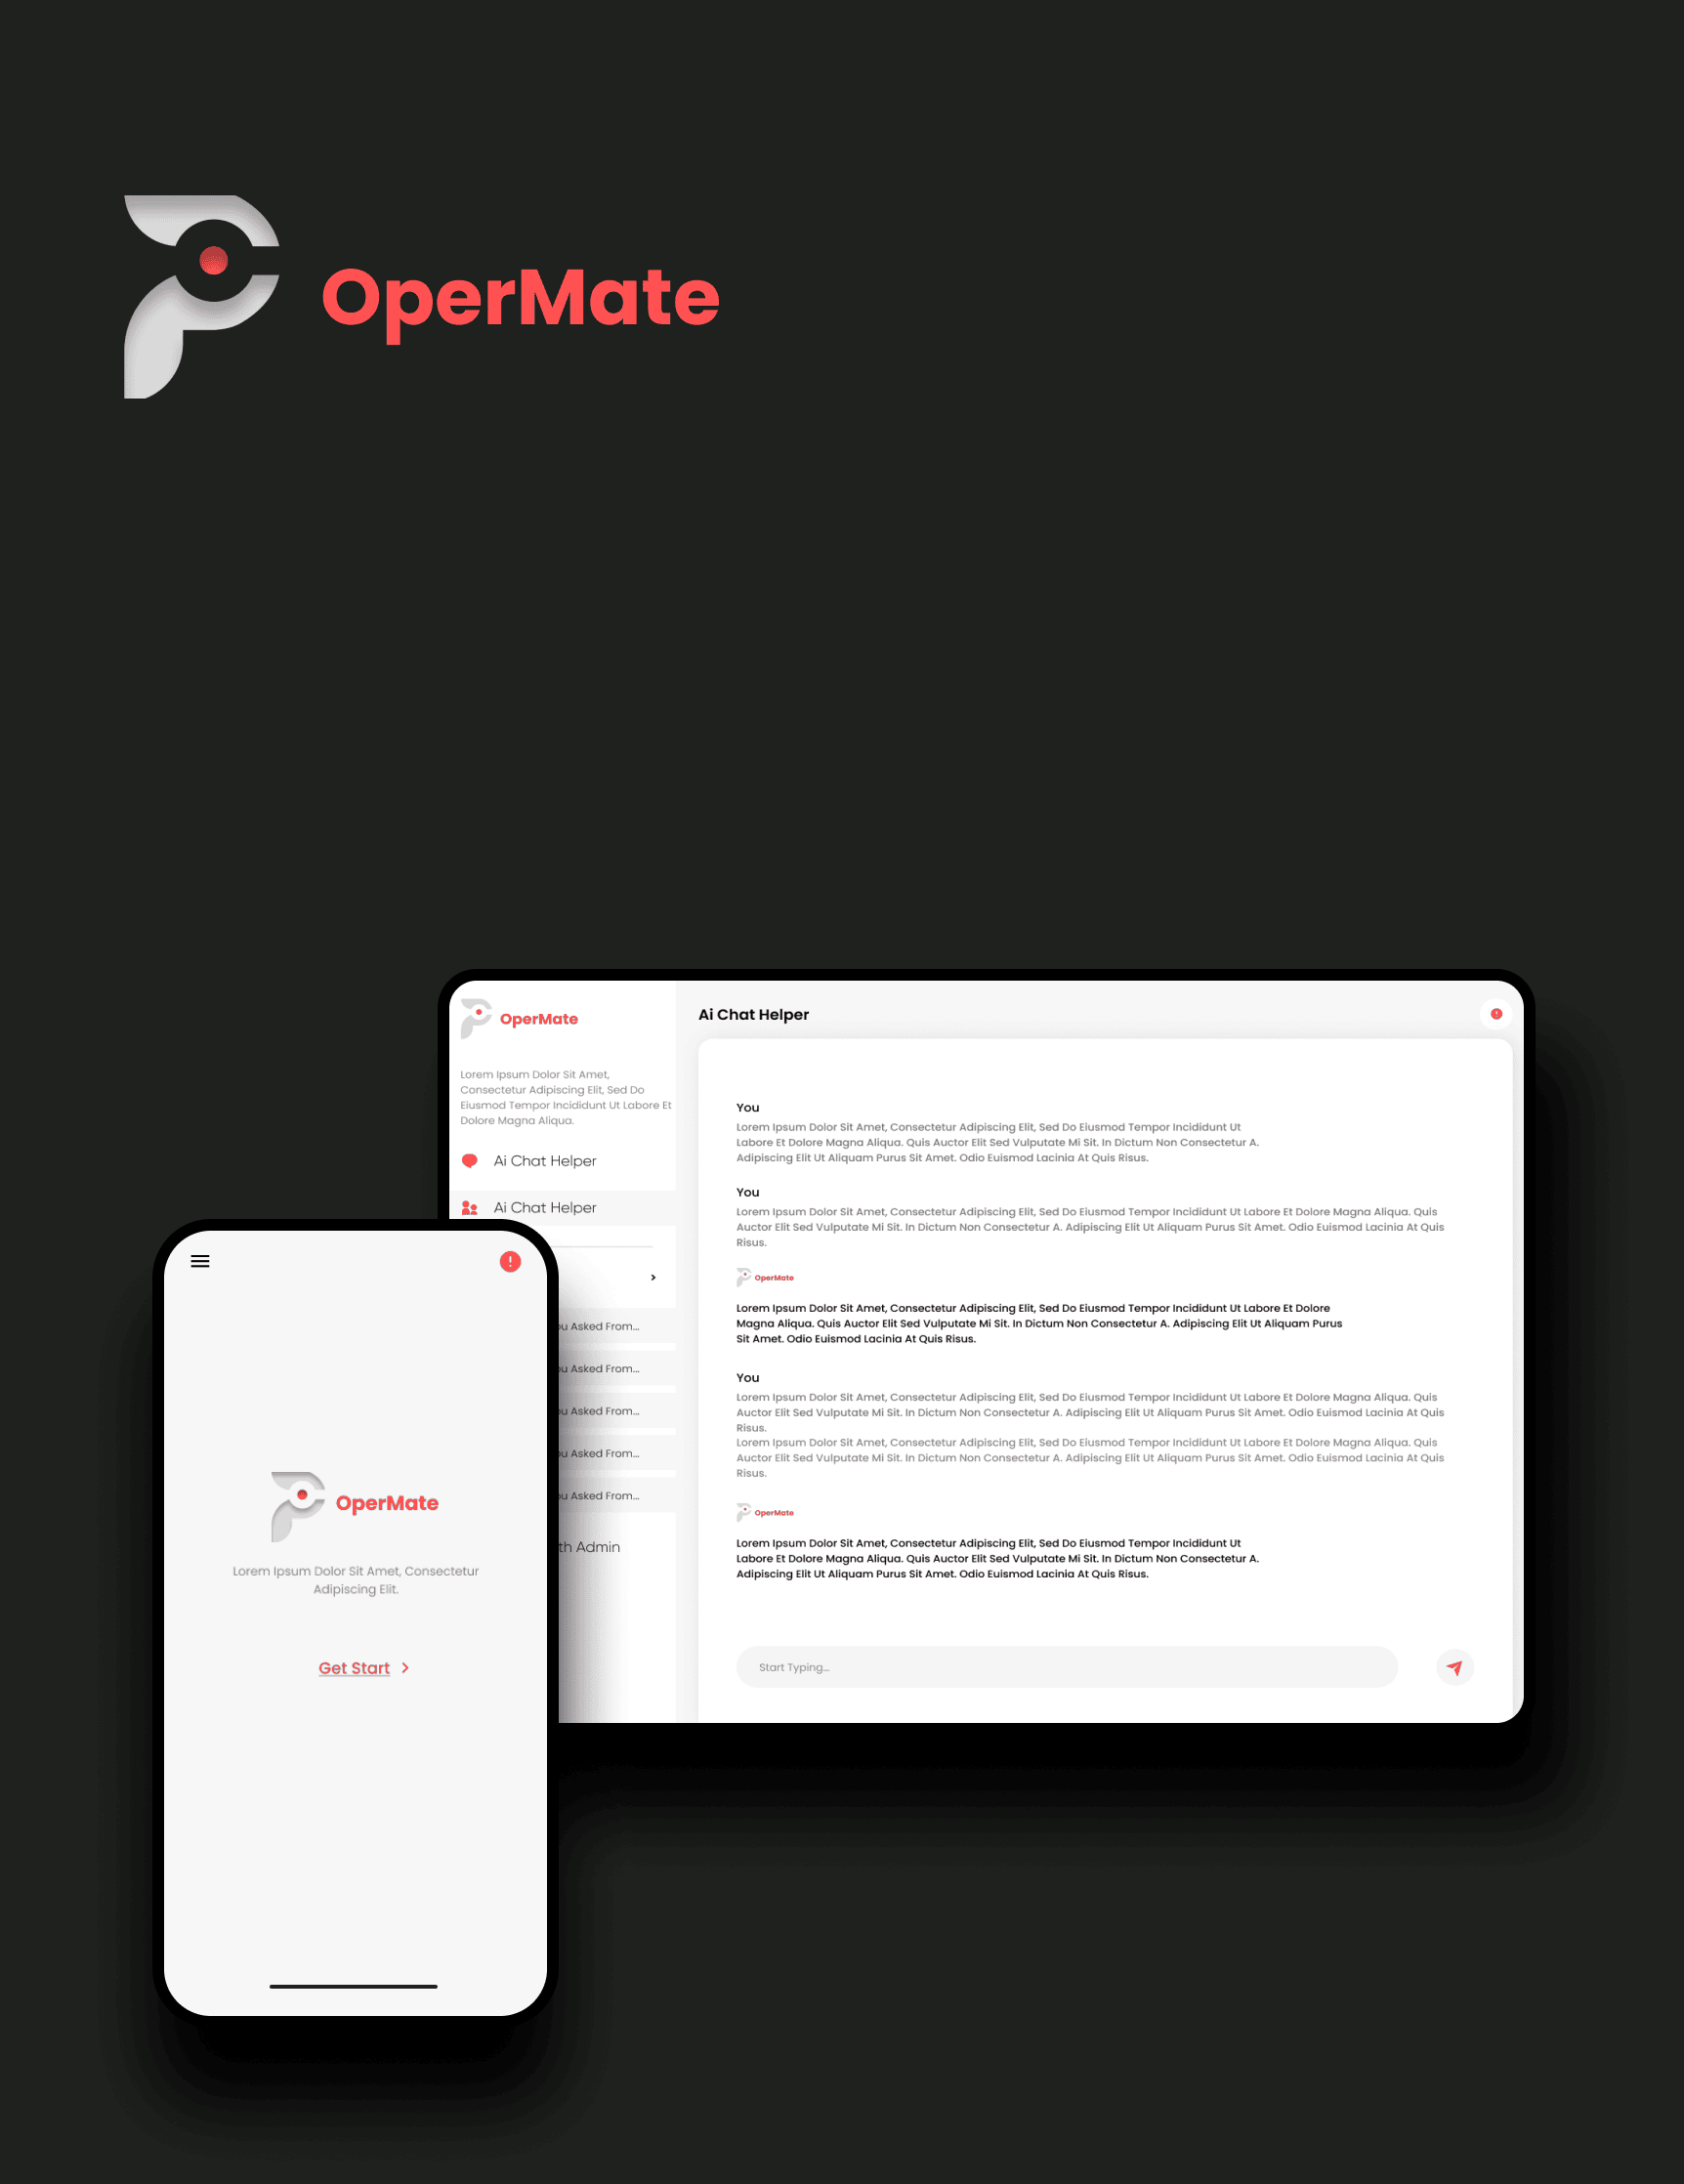 OperMate
OperMate
Lorem Ipsum Dolor Sit Amet,
Consectetur Adipiscing Elit, Sed Do
Eiusmod Tempor Incididunt Ut Labore Et
Dolore Magna Aliqua.
Ai Chat Helper
Ai Chat Helper
Asked From...
Asked From...
Asked From...
Asked From...
Asked From...
Admin
Ai Chat Helper
You
Lorem Ipsum Dolor Sit Amet, Consectetur Adipiscing Elit, Sed Do Eiusmod Tempor Incididunt Ut
Labore Et Dolore Magna Aliqua. Quis Auctor Elit Sed Vulputate Mi Sit. In Dictum Non Consectetur A.
Adipiscing Elit Ut Aliquam Purus Sit Amet. Odio Euismod Lacinia At Quis Risus.
You
Lorem Ipsum Dolor Sit Amet, Consectetur Adipiscing Elit, Sed Do Eiusmod Tempor Incididunt Ut Labore Et Dolore Magna Aliqua. Quis
Auctor Elit Sed Vulputate Mi Sit. In Dictum Non Consectetur A. Adipiscing Elit Ut Aliquam Purus Sit Amet. Odio Euismod Lacinia At Quis
Risus.
OperMate
Lorem Ipsum Dolor Sit Amet, Consectetur Adipiscing Elit, Sed Do Eiusmod Tempor Incididunt Ut Labore Et Dolore
Magna Aliqua. Quis Auctor Elit Sed Vulputate Mi Sit. In Dictum Non Consectetur A. Adipiscing Elit Ut Aliquam Purus
Sit Amet. Odio Euismod Lacinia At Quis Risus.
You
Lorem Ipsum Dolor Sit Amet, Consectetur Adipiscing Elit, Sed Do Eiusmod Tempor Incididunt Ut Labore Et Dolore Magna Aliqua. Quis
Auctor Elit Sed Vulputate Mi Sit. In Dictum Non Consectetur A. Adipiscing Elit Ut Aliquam Purus Sit Amet. Odio Euismod Lacinia At Quis
Risus.
Lorem Ipsum Dolor Sit Amet, Consectetur Adipiscing Elit, Sed Do Eiusmod Tempor Incididunt Ut Labore Et Dolore Magna Aliqua. Quis
Auctor Elit Sed Vulputate Mi Sit. In Dictum Non Consectetur A. Adipiscing Elit Ut Aliquam Purus Sit Amet. Odio Euismod Lacinia At Quis
Risus.
OperMate
Lorem Ipsum Dolor Sit Amet, Consectetur Adipiscing Elit, Sed Do Eiusmod Tempor Incididunt Ut
Labore Et Dolore Magna Aliqua. Quis Auctor Elit Sed Vulputate Mi Sit. In Dictum Non Consectetur A.
Adipiscing Elit Ut Aliquam Purus Sit Amet. Odio Euismod Lacinia At Quis Risus.
Start Typing...
OperMate
Lorem Ipsum Dolor Sit Amet, Consectetur
Adipiscing Elit.
Get Start